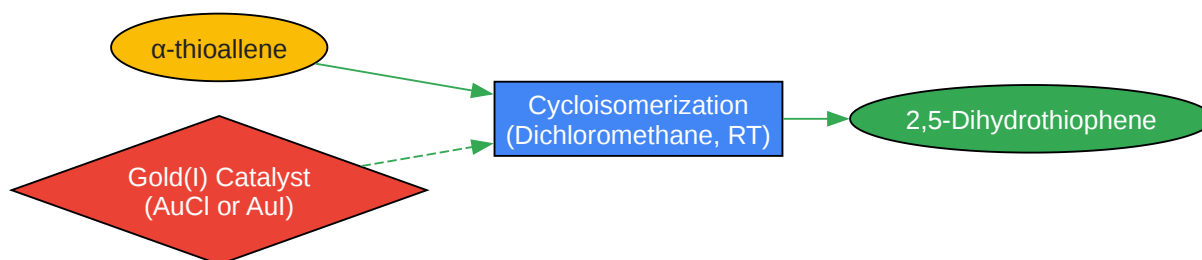 α-thioallene
Cycloisomerization
(Dichloromethane, RT)
2,5-Dihydrothiophene
Gold(I) Catalyst
(AuCl or AuI)